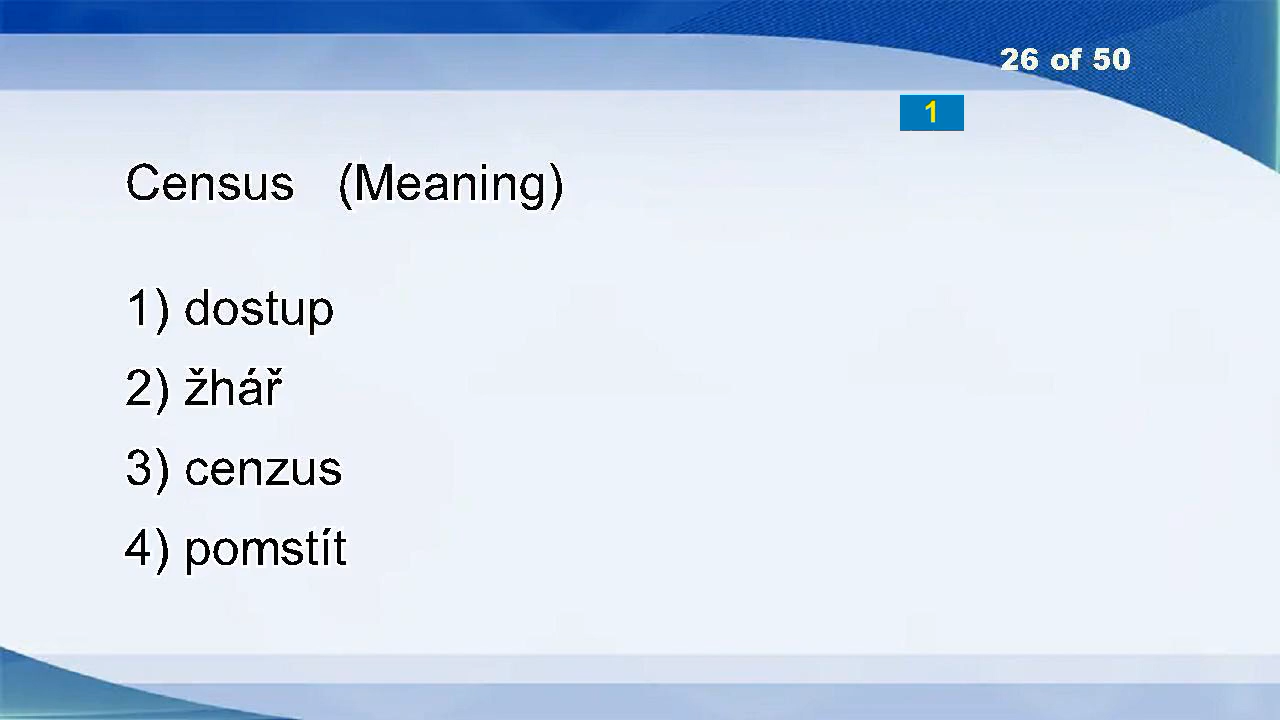 26 of 50
1
Census (Meaning)
1) dostup
2) žhář
3) cenzus
4) pomstít